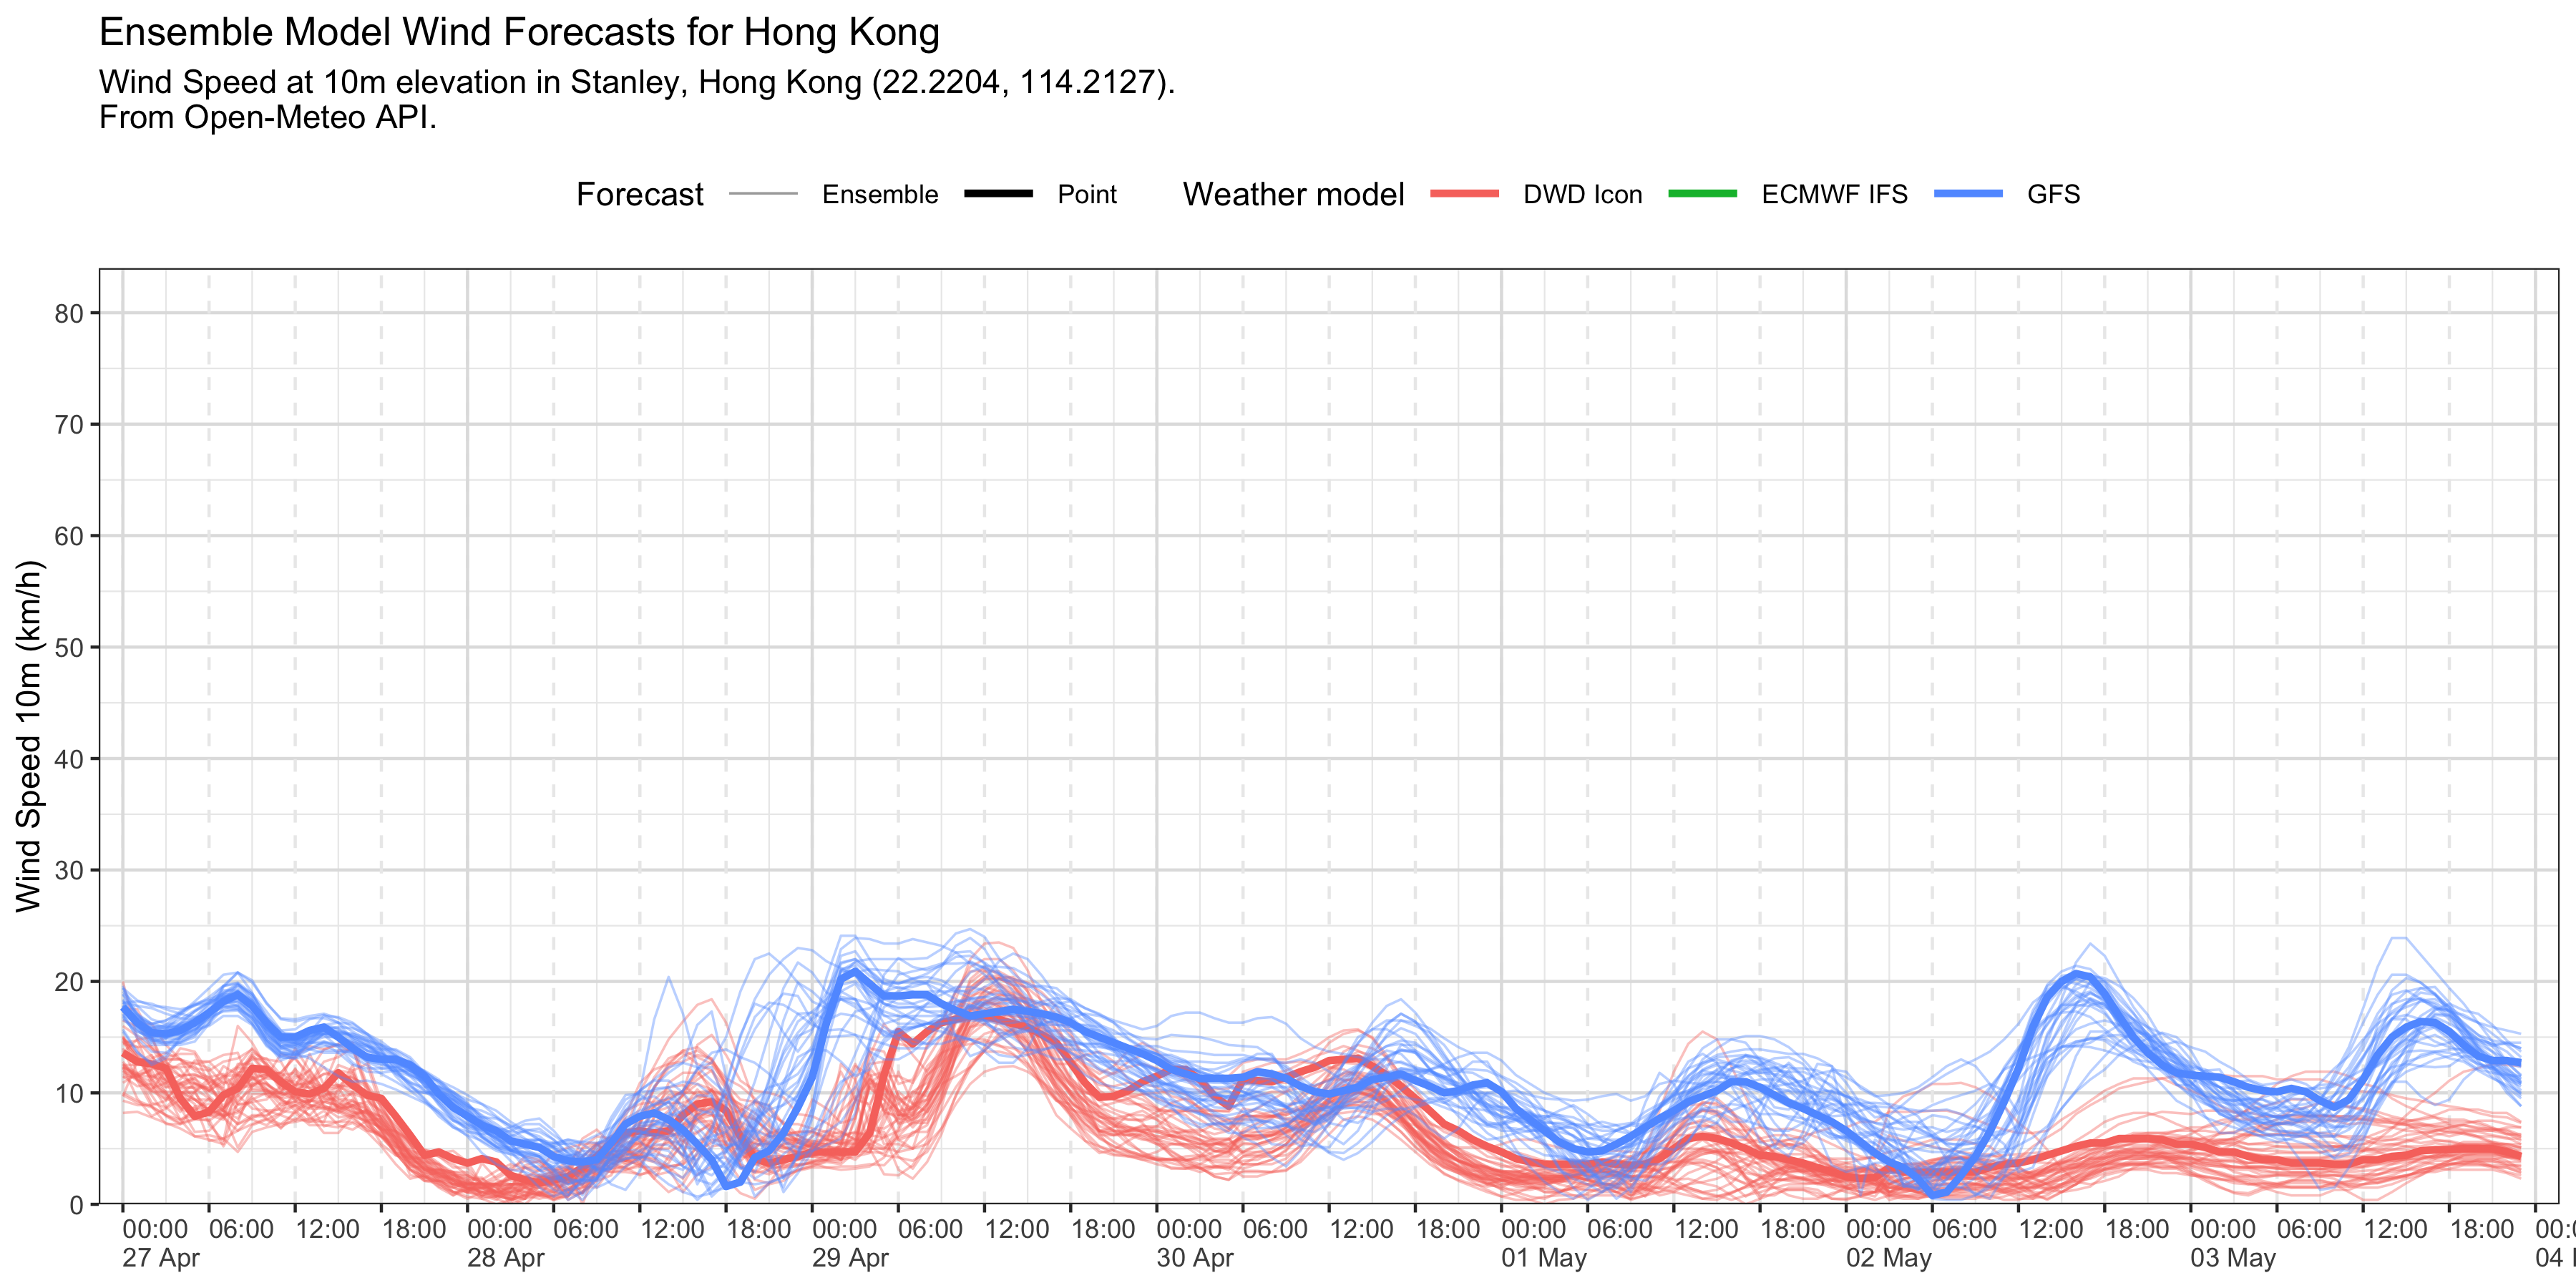 Ensemble Model Wind Forecasts for Hong Kong
Wind Speed at 10m elevation in Stanley, Hong Kong (22.2204, 114.2127).
From Open-Meteo API.
Forecast Ensemble Point Weather model DWD Icon ECMWF IFS GFS
Wind Speed 10m (km/h)
80
70
60
50
40
30
20
10
0
00:00 06:00 12:00 18:00 00:00 06:00 12:00 18:00 00:00 06:00 12:00 18:00 00:00 06:00 12:00 18:00 00:00 06:00 12:00 18:00 00:00 06:00 12:00 18:00 00:00 06:00 12:00 18:00 00:
27 Apr 28 Apr 29 Apr 30 Apr 01 May 02 May 03 May 04